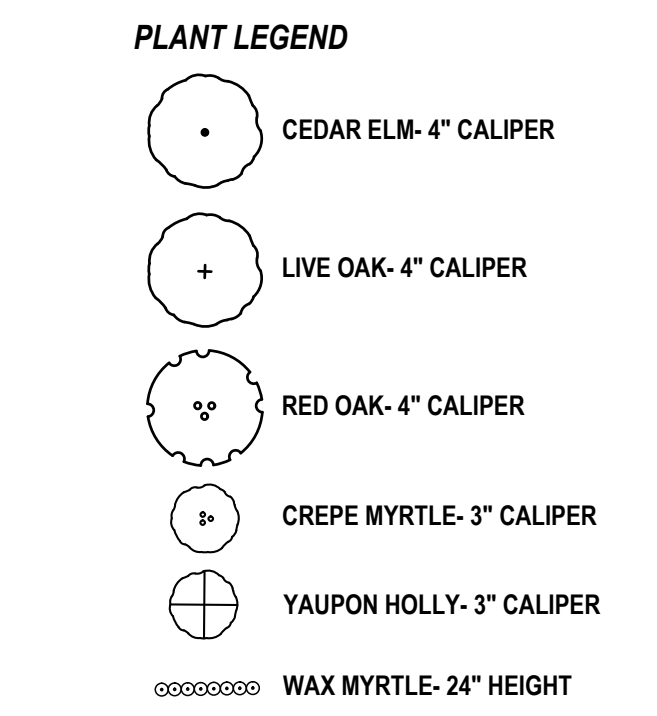 PLANT LEGEND
CEDAR ELM- 4" CALIPER
LIVE OAK- 4" CALIPER
RED OAK- 4" CALIPER
CREPE MYRTLE- 3" CALIPER
YAUPON HOLLY- 3" CALIPER
WAX MYRTLE- 24" HEIGHT